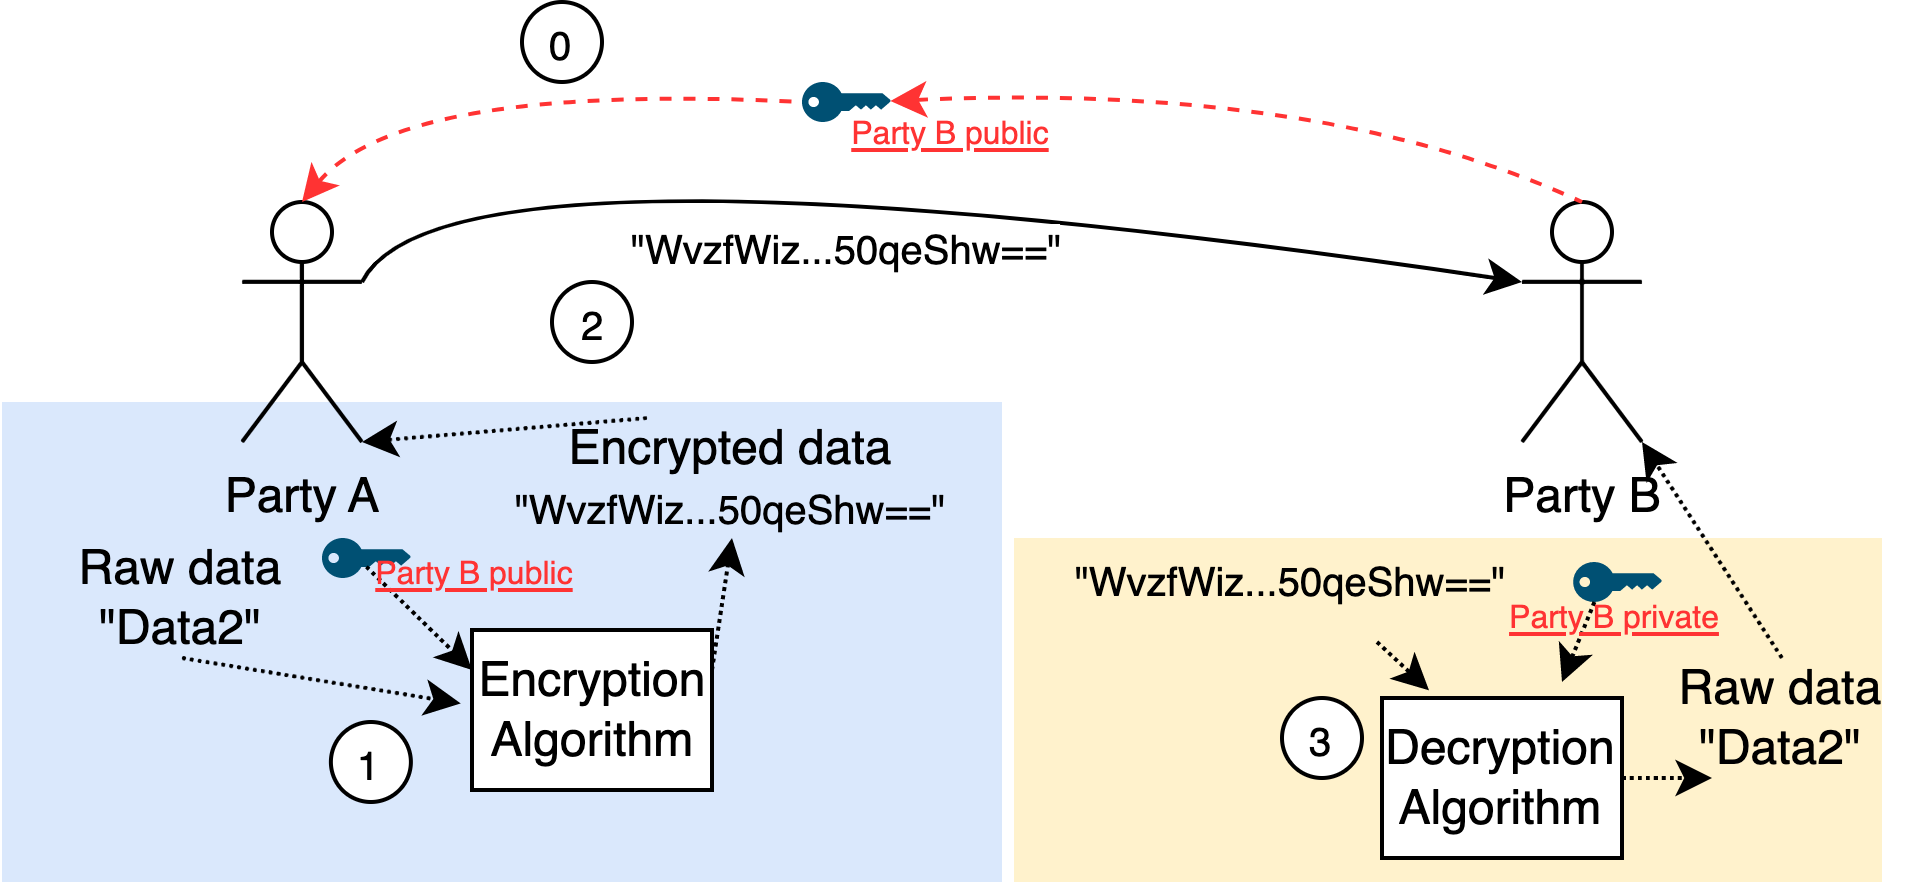 0
Party B public
"WvzfWiz...50qeShw=="
2
Encrypted data
"WvzfWiz...50qeShw=="
Party A
Raw data
"Data2"
Party B public
Encryption
Algorithm
1
Party B
"WvzfWiz...50qeShw=="
Party B private
Raw data
"Data2"
3
Decryption
Algorithm